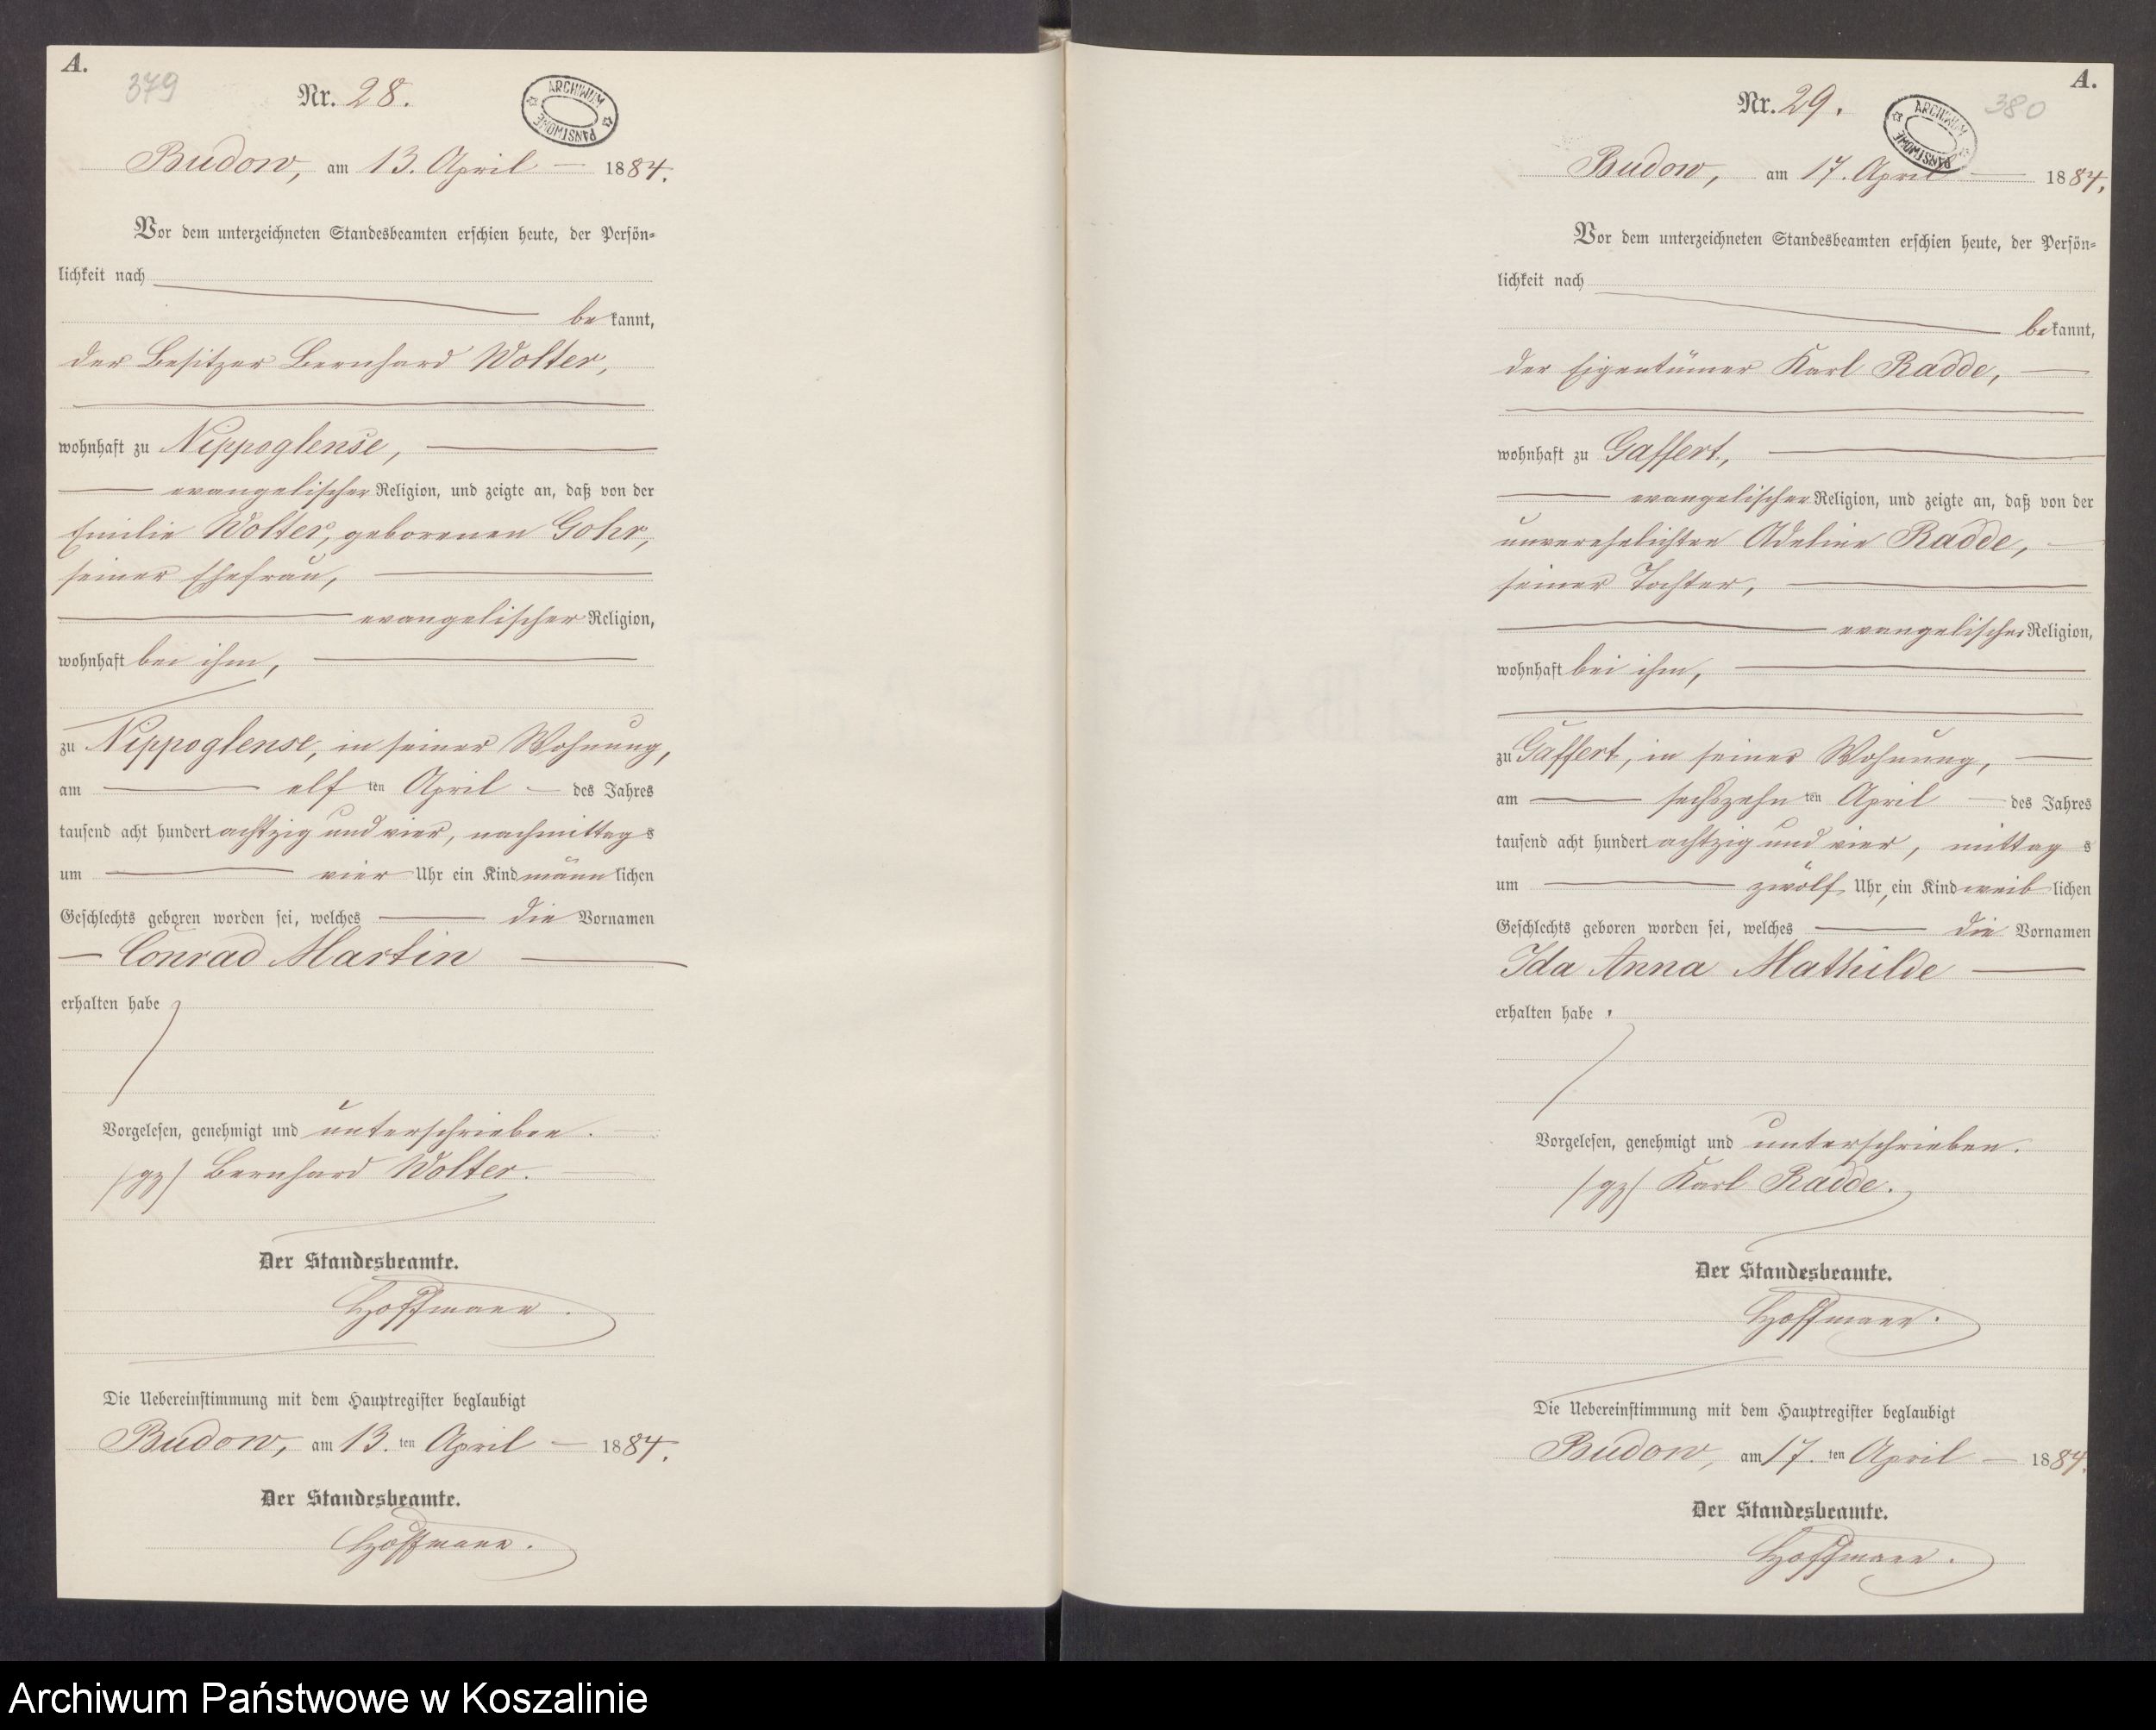 A.
379
Nr. 28.
ARCHIWUM PAŃSTWOWE
Budow, am 13. April 1884.
Vor dem unterzeichneten Standesbeamten erschien heute, der Persön-
lichkeit nach
bekannt,
der Besitzer Bernhard Wolter,
wohnhaft zu Nippoglense,
evangelischer Religion, und zeigte an, daß von der
Emilie Wolter, geborenen Gohr,
seiner Ehefrau,
evangelischer Religion,
wohnhaft bei ihm,
zu Nippoglense, in seiner Wohnung,
am elf ten April des Jahres
tausend acht hundert achtzig und vier, nachmittags
um vier Uhr ein Kind männlichen
Geschlechts geboren worden sei, welches die Vornamen
Conrad Martin
erhalten habe
Vorgelesen, genehmigt und unterschrieben.
/gz/ Bernhard Wolter.
Der Standesbeamte.
Hoffmann.
Die Uebereinstimmung mit dem Hauptregister beglaubigt
Budow, am 13. ten April 1884.
Der Standesbeamte.
Hoffmann.
A.
380
Nr. 29.
ARCHIWUM PAŃSTWOWE
Budow, am 17. April 1884.
Vor dem unterzeichneten Standesbeamten erschien heute, der Persön-
lichkeit nach
bekannt,
der Eigentümer Karl Radde,
wohnhaft zu Gaffert,
evangelischer Religion, und zeigte an, daß von der
unverehelichten Adeline Radde,
seiner Tochter,
evangelischer Religion,
wohnhaft bei ihm,
zu Gaffert, in seiner Wohnung,
am sechszehn ten April des Jahres
tausend acht hundert achtzig und vier, mittags
um zwölf Uhr, ein Kind weiblichen
Geschlechts geboren worden sei, welches die Vornamen
Ida Anna Mathilde
erhalten habe.
Vorgelesen, genehmigt und unterschrieben.
/gz/ Karl Radde.
Der Standesbeamte.
Hoffmann.
Die Uebereinstimmung mit dem Hauptregister beglaubigt
Budow, am 17. ten April 1884.
Der Standesbeamte.
Hoffmann.
Archiwum Państwowe w Koszalinie